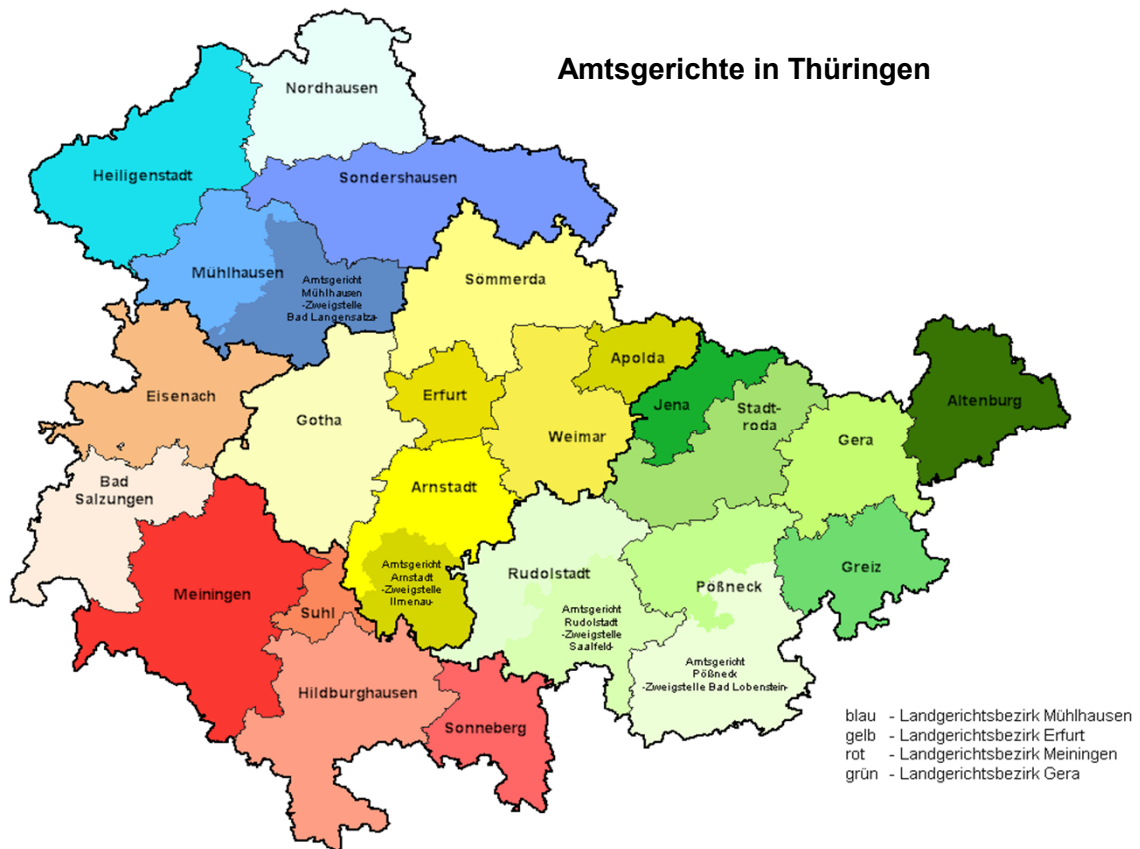 Amtsgerichte in Thüringen
Nordhausen
Heiligenstadt
Sondershausen
Mühlhausen
Amtsgericht
Mühlhausen
-Zweigstelle
Bad Langensalza-
Sömmerda
Eisenach
Gotha
Erfurt
Apolda
Weimar
Jena
Stadt-
roda
Gera
Altenburg
Bad
Salzungen
Arnstadt
Meiningen
Suhl
Amtsgericht
Arnstadt
-Zweigstelle
Ilmenau-
Rudolstadt
Amtsgericht
Rudolstadt
-Zweigstelle
Saalfeld-
Pößneck
Greiz
Amtsgericht
Pößneck
-Zweigstelle Bad Lobenstein-
Hildburghausen
Sonneberg
blau - Landgerichtsbezirk Mühlhausen
gelb - Landgerichtsbezirk Erfurt
rot - Landgerichtsbezirk Meiningen
grün - Landgerichtsbezirk Gera